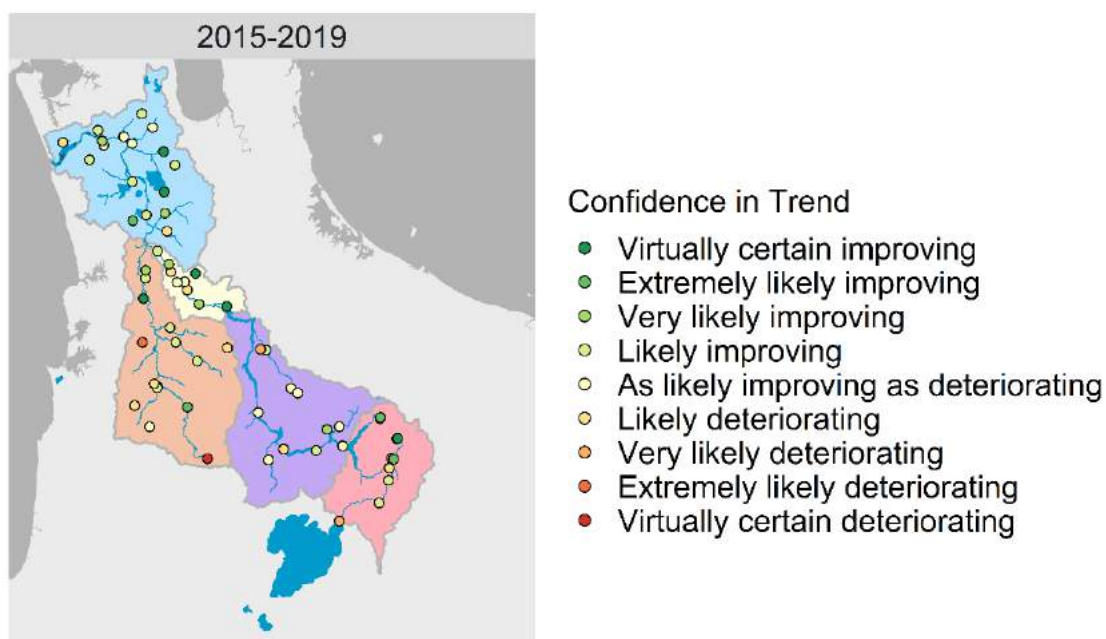 2015-2019
Confidence in Trend
Virtually certain improving
Extremely likely improving
Very likely improving
Likely improving
As likely improving as deteriorating
Likely deteriorating
Very likely deteriorating
Extremely likely deteriorating
Virtually certain deteriorating